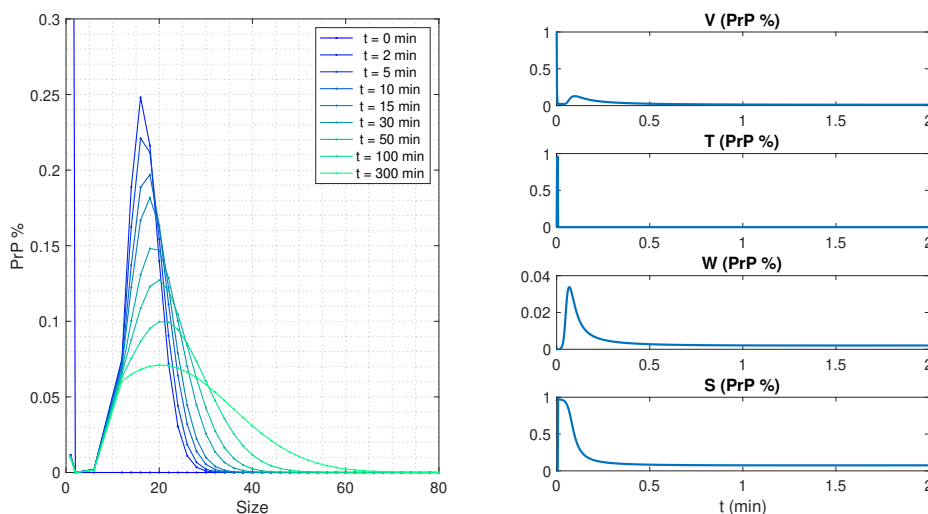 0.3
0.25
0.2
0.15
0.1
0.05
0
PrP %
0 20 40 60 80
Size
t = 0 min
t = 2 min
t = 5 min
t = 10 min
t = 15 min
t = 30 min
t = 50 min
t = 100 min
t = 300 min
V (PrP %)
1
0.5
0
0 0.5 1 1.5 2
T (PrP %)
1
0.5
0
0 0.5 1 1.5 2
W (PrP %)
0.04
0.02
0
0 0.5 1 1.5 2
S (PrP %)
1
0.5
0
0 0.5 1 1.5 2
t (min)